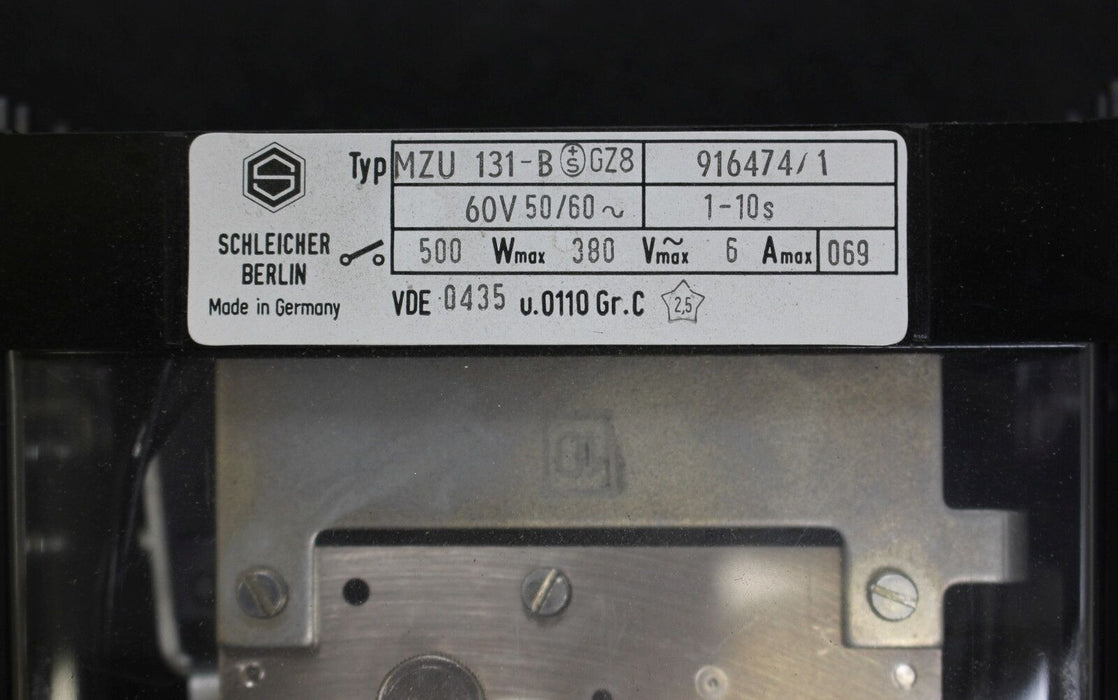 Typ MZU 131-B +S GZ8 916474/1
60V 50/60 ~ 1-10s
SCHLEICHER
BERLIN
500 Wmax 380 V~max 6 Amax 069
Made in Germany
VDE 0435 u.0110 Gr.C 2,5